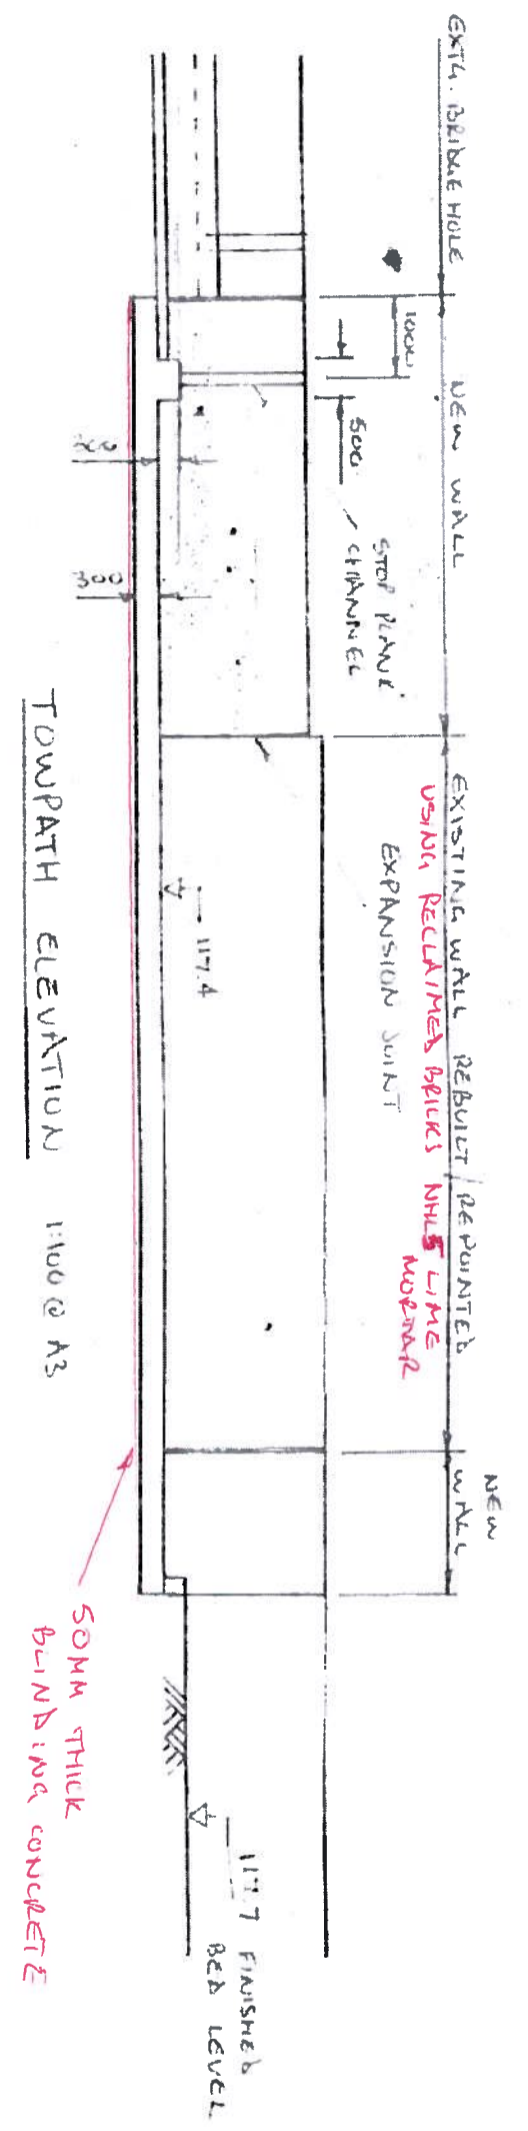 EXTG. BRIDGE HOLE
NEW WALL
EXISTING WALL REBUILT/REPOINTED
USING RECLAIMED BRICKS NHL5 LIME
MORTAR
NEW
WALL
1000
500
STOP PLANK
CHANNEL
EXPANSION JOINT
300
117.4
117.7 FINISHED
BED LEVEL
50MM THICK
BLINDING CONCRETE
TOWPATH ELEVATION 1:100 @ A3